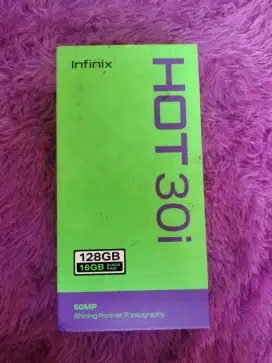 Infinix
HOT 30i
128GB
16GB
50MP
Shining Portrait Photography